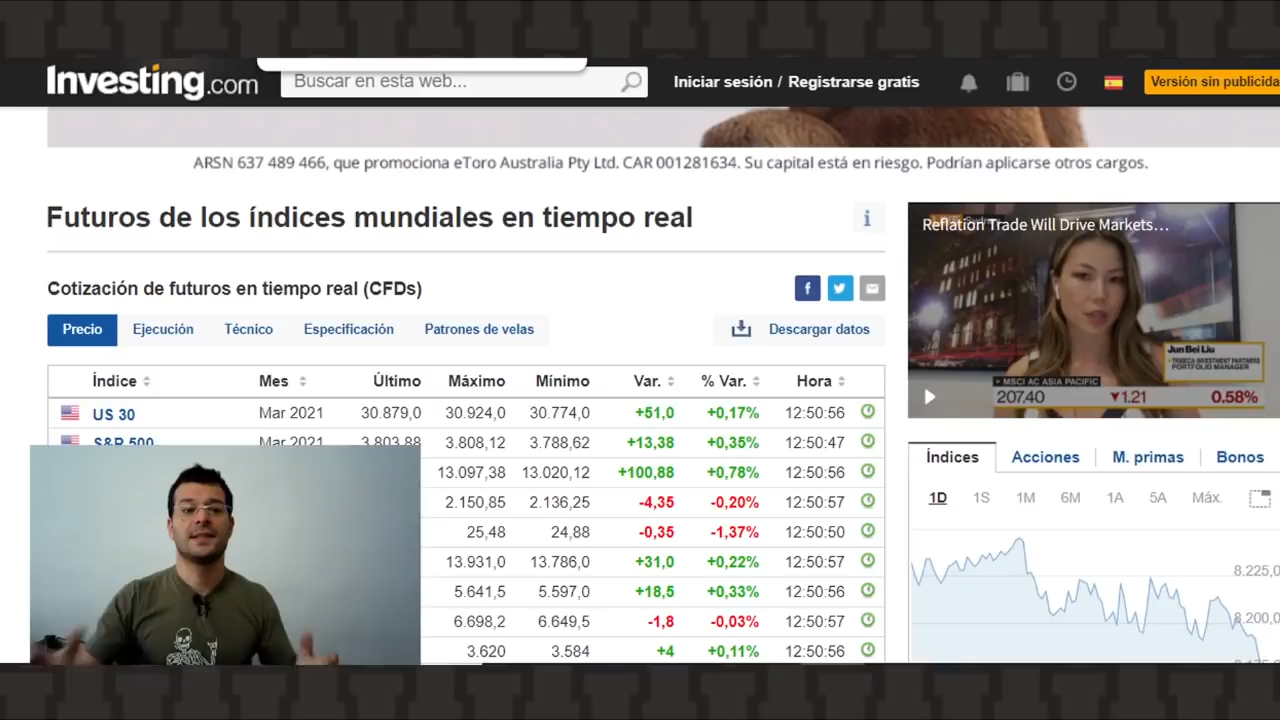 Investing.com
Buscar en esta web...
Iniciar sesión / Registrarse gratis
Versión sin publicida
ARSN 637 489 466, que promociona eToro Australia Pty Ltd. CAR 001281634. Su capital está en riesgo. Podrían aplicarse otros cargos.
Futuros de los índices mundiales en tiempo real
i
Reflation Trade Will Drive Markets...
Cotización de futuros en tiempo real (CFDs)
Precio Ejecución Técnico Especificación Patrones de velas Descargar datos
Jun Bei Liu
TRIBECA INVESTMENT PARTNERS
PORTFOLIO MANAGER
MSCI AC ASIA PACIFIC
207.40 ▼1.21 0.58%
Índice Mes Último Máximo Mínimo Var. % Var. Hora
US 30 Mar 2021 30.879,0 30.924,0 30.774,0 +51,0 +0,17% 12:50:56
S&P 500 Mar 2021 3.803,88 3.808,12 3.788,62 +13,38 +0,35% 12:50:47
13.097,38 13.020,12 +100,88 +0,78% 12:50:56
2.150,85 2.136,25 -4,35 -0,20% 12:50:57
25,48 24,88 -0,35 -1,37% 12:50:50
13.931,0 13.786,0 +31,0 +0,22% 12:50:57
5.641,5 5.597,0 +18,5 +0,33% 12:50:56
6.698,2 6.649,5 -1,8 -0,03% 12:50:57
3.620 3.584 +4 +0,11% 12:50:56
Índices Acciones M. primas Bonos
1D 1S 1M 6M 1A 5A Máx.
8.225,0
8.200,0